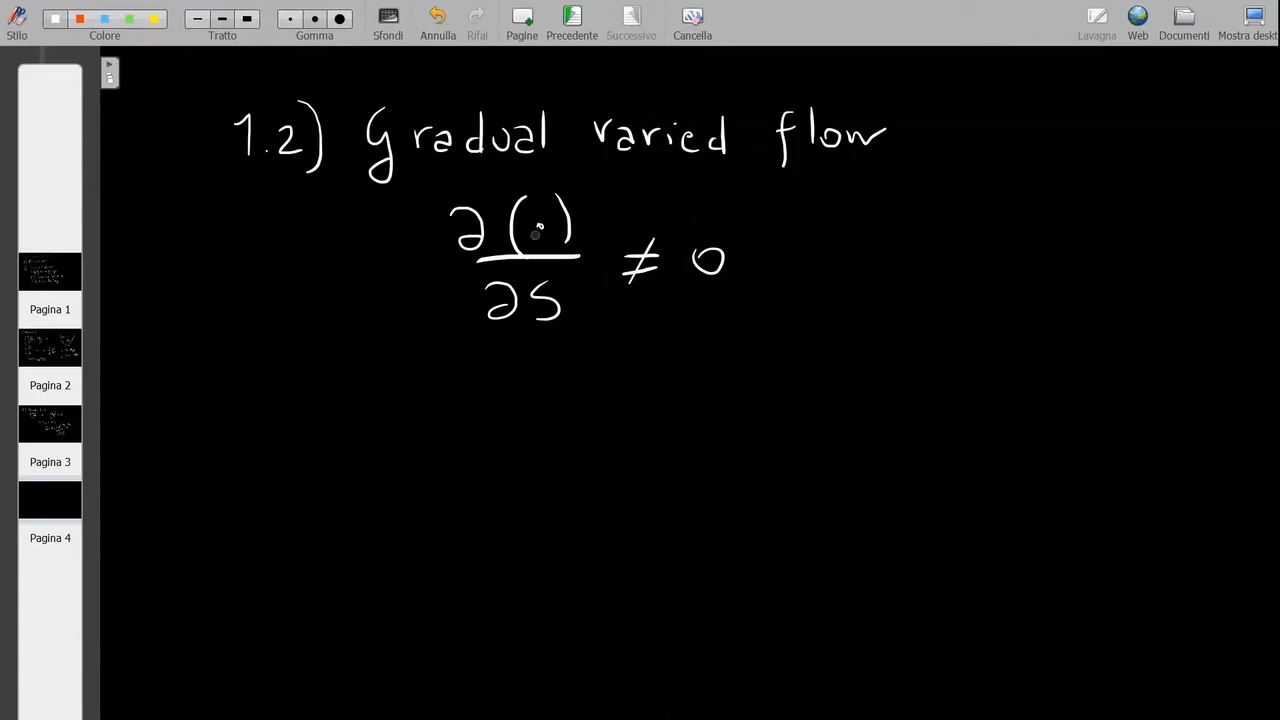 Stilo Colore Tratto Gomma Sfondi Annulla Rifai Pagine Precedente Successivo Cancella Lavagna Web Documenti Mostra deskt
1.2) Gradual varied flow
∂(·)/∂s ≠ 0
Pagina 1
Pagina 2
Pagina 3
Pagina 4